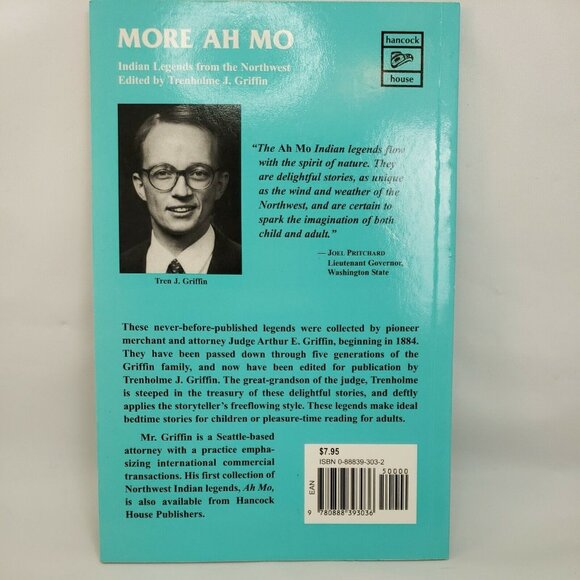 MORE AH MO
Indian Legends from the Northwest
Edited by Trenholme J. Griffin
hancock
house
Tren J. Griffin
“The Ah Mo Indian legends flow
with the spirit of nature. They
are delightful stories, as unique
as the wind and weather of the
Northwest, and are certain to
spark the imagination of both
child and adult.”
— JOEL PRITCHARD
Lieutenant Governor,
Washington State
These never-before-published legends were collected by pioneer
merchant and attorney Judge Arthur E. Griffin, beginning in 1884.
They have been passed down through five generations of the
Griffin family, and now have been edited for publication by
Trenholme J. Griffin. The great-grandson of the judge, Trenholme
is steeped in the treasury of these delightful stories, and deftly
applies the storyteller's freeflowing style. These legends make ideal
bedtime stories for children or pleasure-time reading for adults.
Mr. Griffin is a Seattle-based
attorney with a practice empha-
sizing international commercial
transactions. His first collection of
Northwest Indian legends, Ah Mo,
is also available from Hancock
House Publishers.
$7.95
ISBN 0-88839-303-2
50000
EAN
9 780888 393036